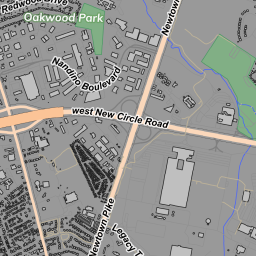 Redwood Drive
Oakwood Park
Newtown
Nandino Boulevard
west New Circle Road
Newtown Pike
Legacy T